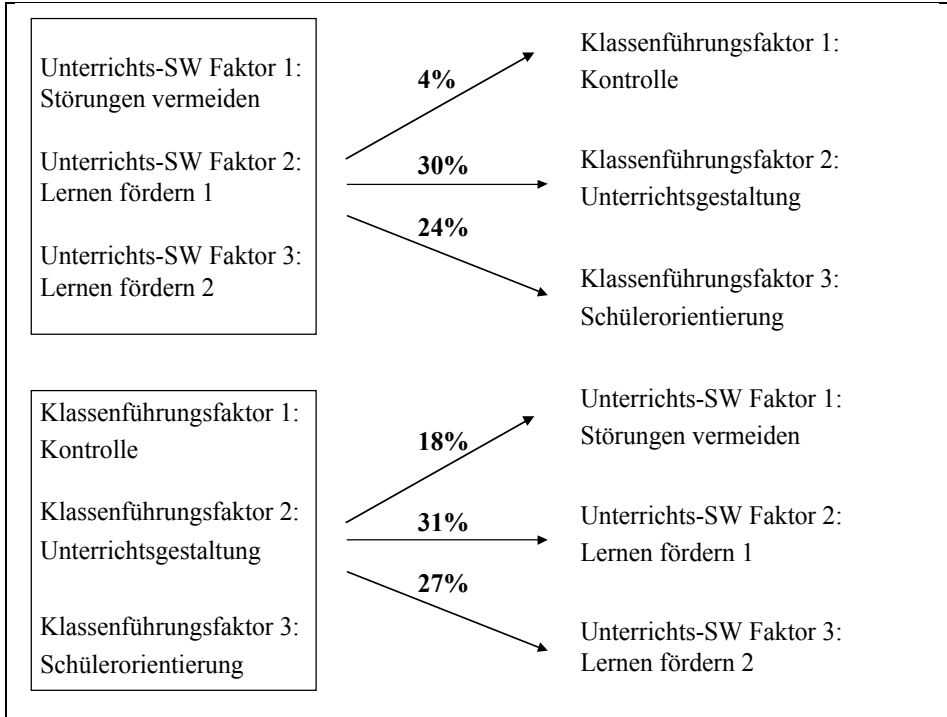 Unterrichts-SW Faktor 1:
Störungen vermeiden
Unterrichts-SW Faktor 2:
Lernen fördern 1
Unterrichts-SW Faktor 3:
Lernen fördern 2
4%
30%
24%
Klassenführungsfaktor 1:
Kontrolle
Klassenführungsfaktor 2:
Unterrichtsgestaltung
Klassenführungsfaktor 3:
Schülerorientierung
Klassenführungsfaktor 1:
Kontrolle
Klassenführungsfaktor 2:
Unterrichtsgestaltung
Klassenführungsfaktor 3:
Schülerorientierung
18%
31%
27%
Unterrichts-SW Faktor 1:
Störungen vermeiden
Unterrichts-SW Faktor 2:
Lernen fördern 1
Unterrichts-SW Faktor 3:
Lernen fördern 2